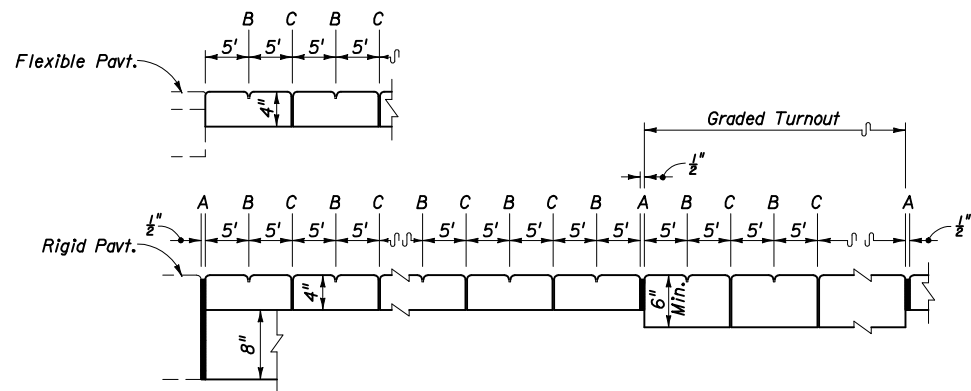 B C B C
5' 5' 5' 5'
Flexible Pavt.
4"
Graded Turnout
1/2"
A B C B C B C B C B A B C B C A
1/2" 5' 5' 5' 5' 5' 5' 5' 5' 5' 5' 5' 5' 5' 1/2"
Rigid Pavt.
4"
6" Min.
8"